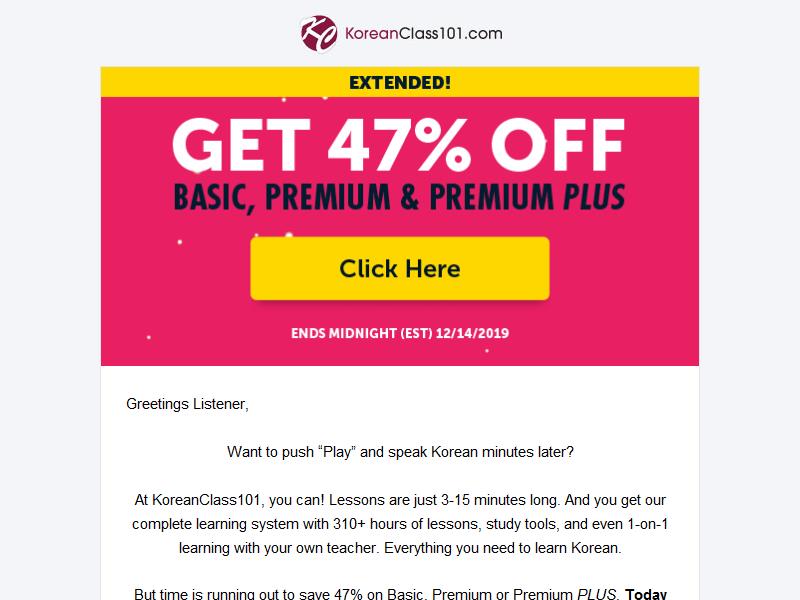 KoreanClass101.com
EXTENDED!
GET 47% OFF
BASIC, PREMIUM & PREMIUM PLUS
Click Here
ENDS MIDNIGHT (EST) 12/14/2019
Greetings Listener,
Want to push “Play” and speak Korean minutes later?
At KoreanClass101, you can! Lessons are just 3-15 minutes long. And you get our
complete learning system with 310+ hours of lessons, study tools, and even 1-on-1
learning with your own teacher. Everything you need to learn Korean.
But time is running out to save 47% on Basic, Premium or Premium PLUS. Today